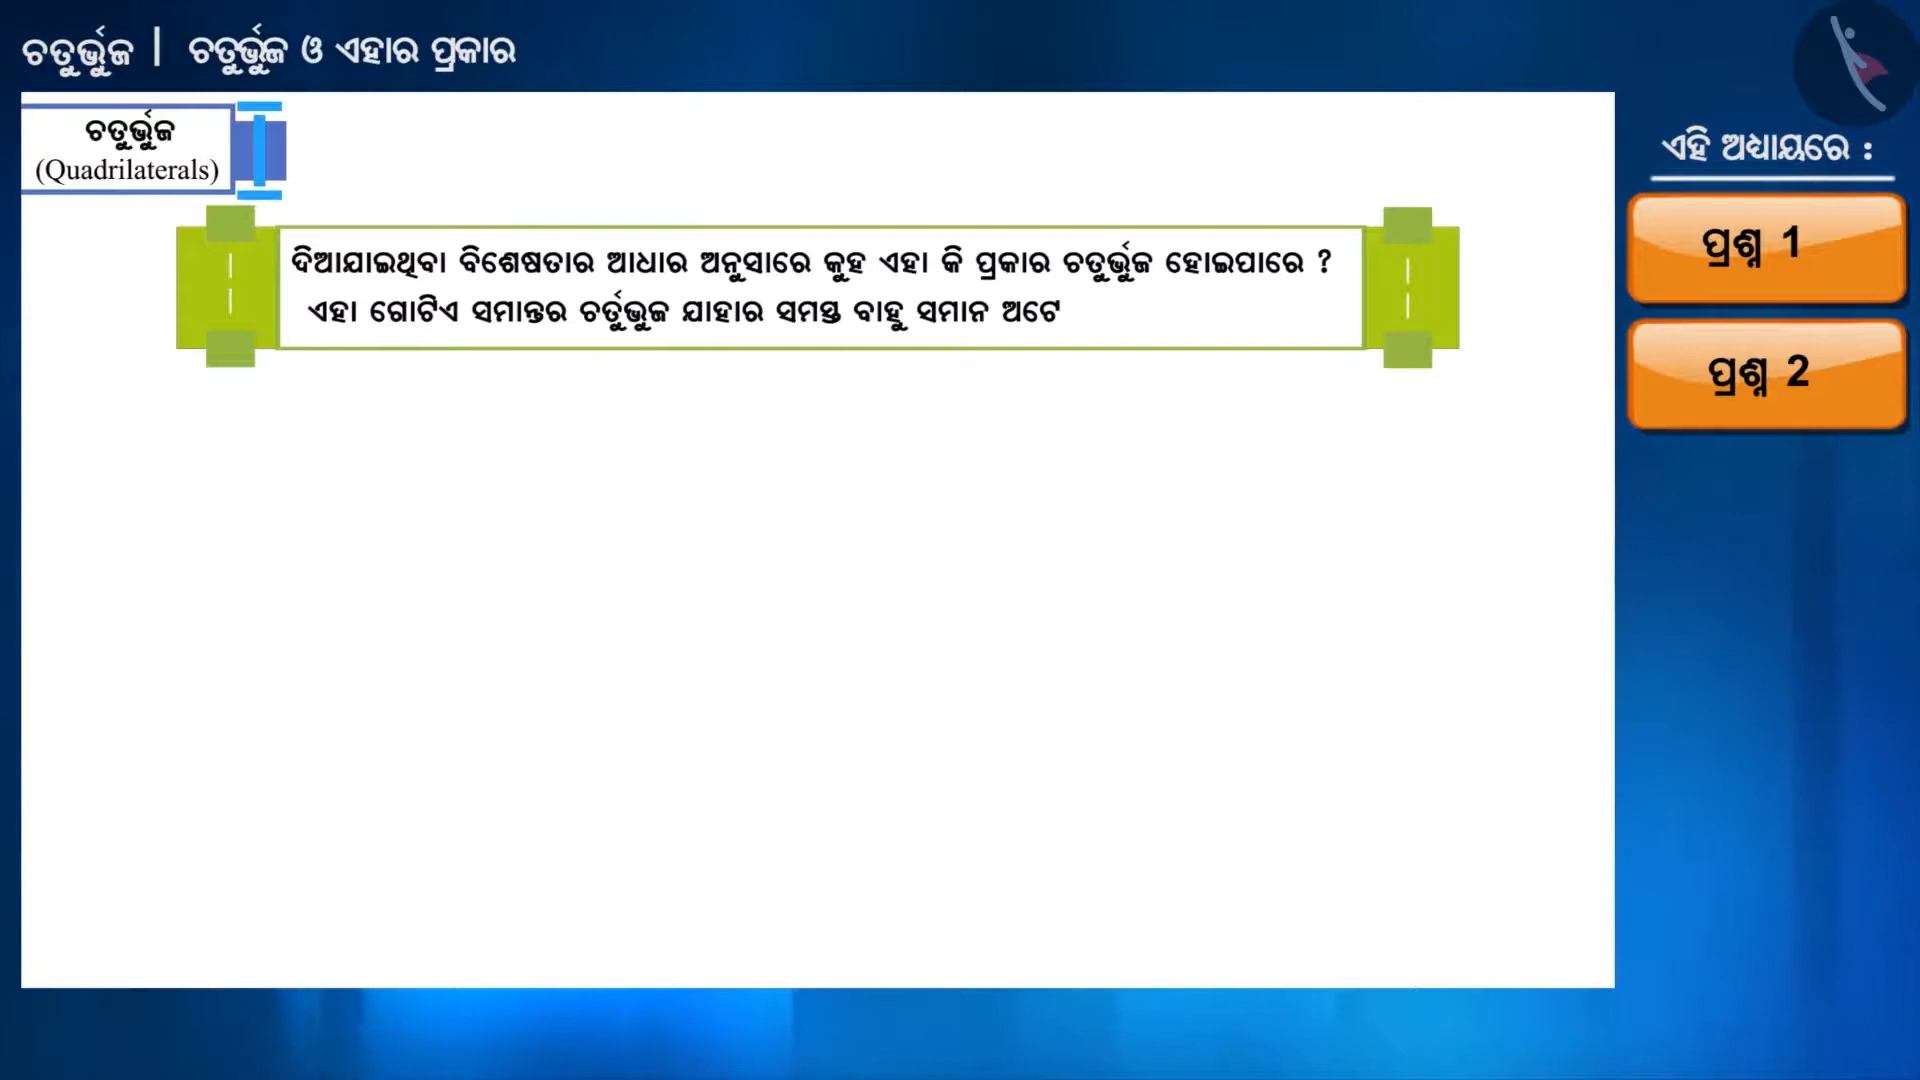 ଚତୁର୍ଭୁଜ | ଚତୁର୍ଭୁଜ ଓ ଏହାର ପ୍ରକାର
ଚତୁର୍ଭୁଜ
(Quadrilaterals)
ଦିଆଯାଇଥିବା ବିଶେଷତାର ଆଧାର ଅନୁସାରେ କୁହ ଏହା କି ପ୍ରକାର ଚତୁର୍ଭୁଜ ହୋଇପାରେ ?
ଏହା ଗୋଟିଏ ସମାନ୍ତର ଚର୍ତୁଭୁଜ ଯାହାର ସମସ୍ତ ବାହୁ ସମାନ ଅଟେ
ଏହି ଅଧ୍ୟାୟରେ :
ପ୍ରଶ୍ନ 1
ପ୍ରଶ୍ନ 2